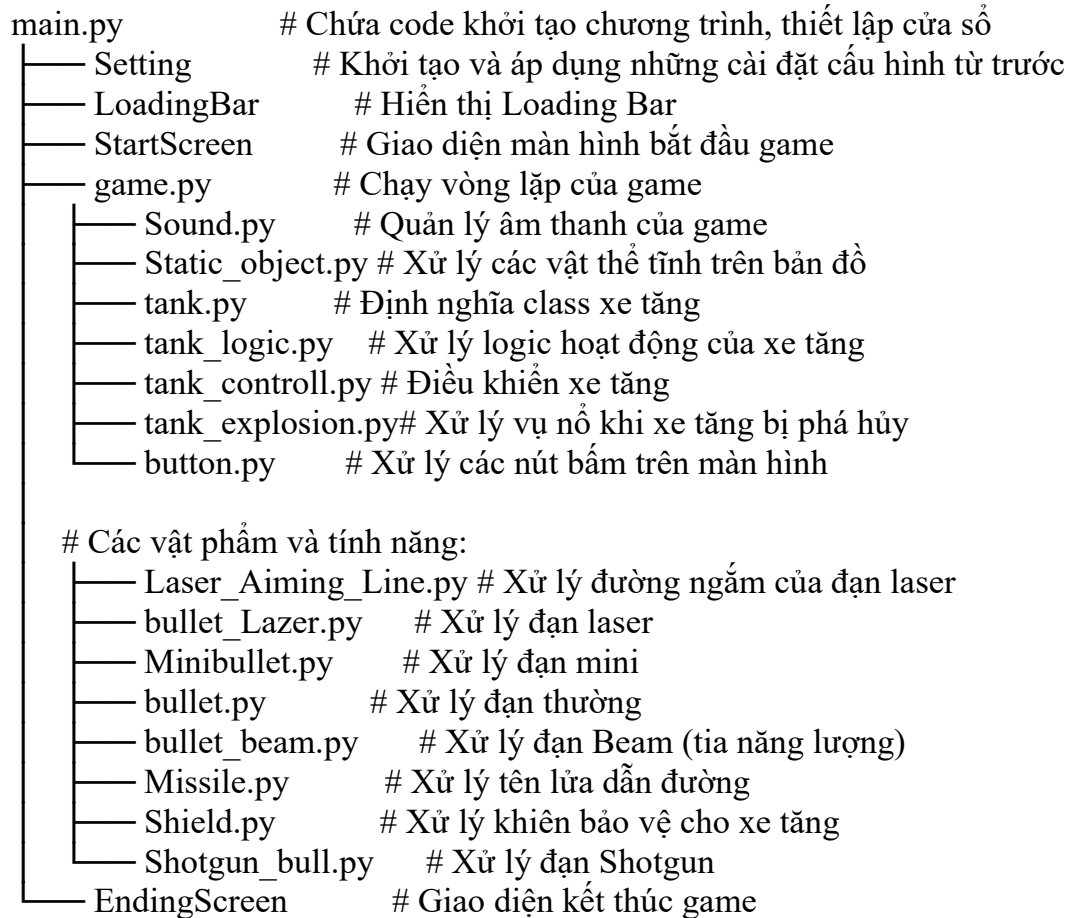 main.py # Chứa code khởi tạo chương trình, thiết lập cửa sổ
├── Setting # Khởi tạo và áp dụng những cài đặt cấu hình từ trước
├── LoadingBar # Hiển thị Loading Bar
├── StartScreen # Giao diện màn hình bắt đầu game
├── game.py # Chạy vòng lặp của game
│ ├── Sound.py # Quản lý âm thanh của game
│ ├── Static_object.py # Xử lý các vật thể tĩnh trên bản đồ
│ ├── tank.py # Định nghĩa class xe tăng
│ ├── tank_logic.py # Xử lý logic hoạt động của xe tăng
│ ├── tank_controll.py # Điều khiển xe tăng
│ ├── tank_explosion.py# Xử lý vụ nổ khi xe tăng bị phá hủy
│ └── button.py # Xử lý các nút bấm trên màn hình
│ # Các vật phẩm và tính năng:
│ ├── Laser_Aiming_Line.py # Xử lý đường ngắm của đạn laser
│ ├── bullet_Lazer.py # Xử lý đạn laser
│ ├── Minibullet.py # Xử lý đạn mini
│ ├── bullet.py # Xử lý đạn thường
│ ├── bullet_beam.py # Xử lý đạn Beam (tia năng lượng)
│ ├── Missile.py # Xử lý tên lửa dẫn đường
│ ├── Shield.py # Xử lý khiên bảo vệ cho xe tăng
│ └── Shotgun_bull.py # Xử lý đạn Shotgun
└── EndingScreen # Giao diện kết thúc game